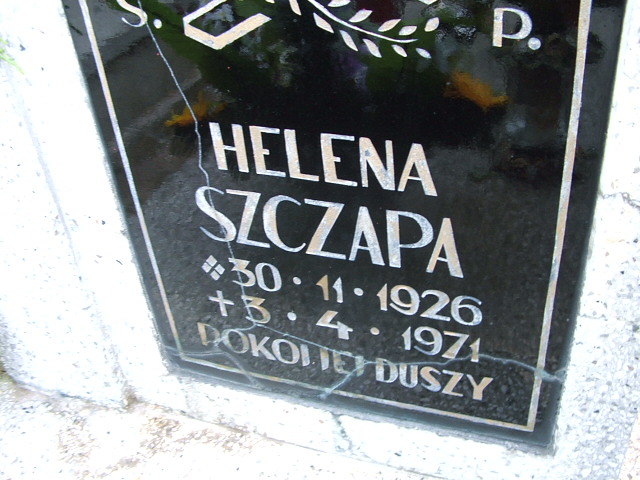 Ś. P.
HELENA
SZCZAPA
30 · 11 · 1926
† 3 · 4 · 1971
POKÓJ JEJ DUSZY